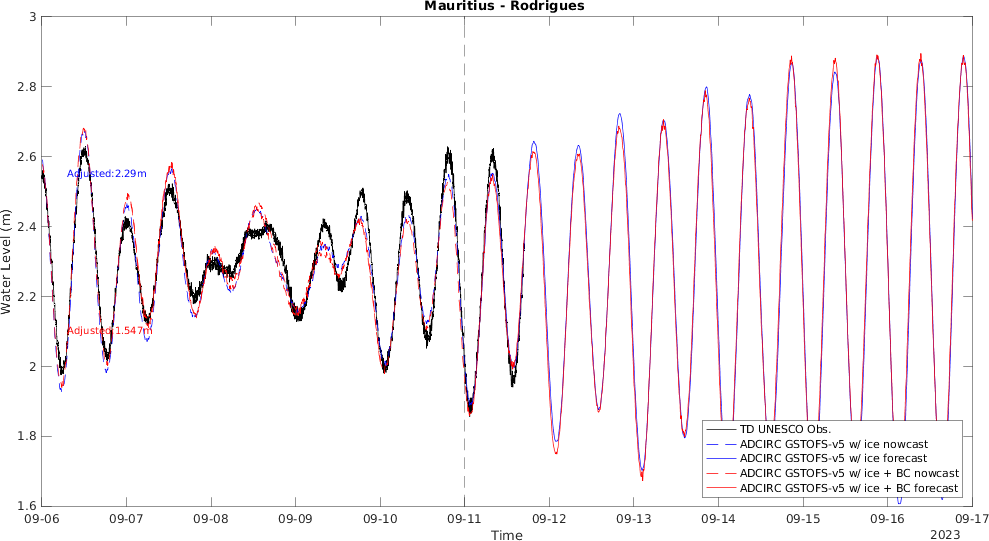 Mauritius - Rodrigues
3
2.8
2.6
2.4
2.2
2
1.8
1.6
Water Level (m)
Adjusted:2.29m
Adjusted:1.547m
TD UNESCO Obs.
ADCIRC GSTOFS-v5 w/ ice nowcast
ADCIRC GSTOFS-v5 w/ ice forecast
ADCIRC GSTOFS-v5 w/ ice + BC nowcast
ADCIRC GSTOFS-v5 w/ ice + BC forecast
09-06 09-07 09-08 09-09 09-10 09-11 09-12 09-13 09-14 09-15 09-16 09-17
Time
2023